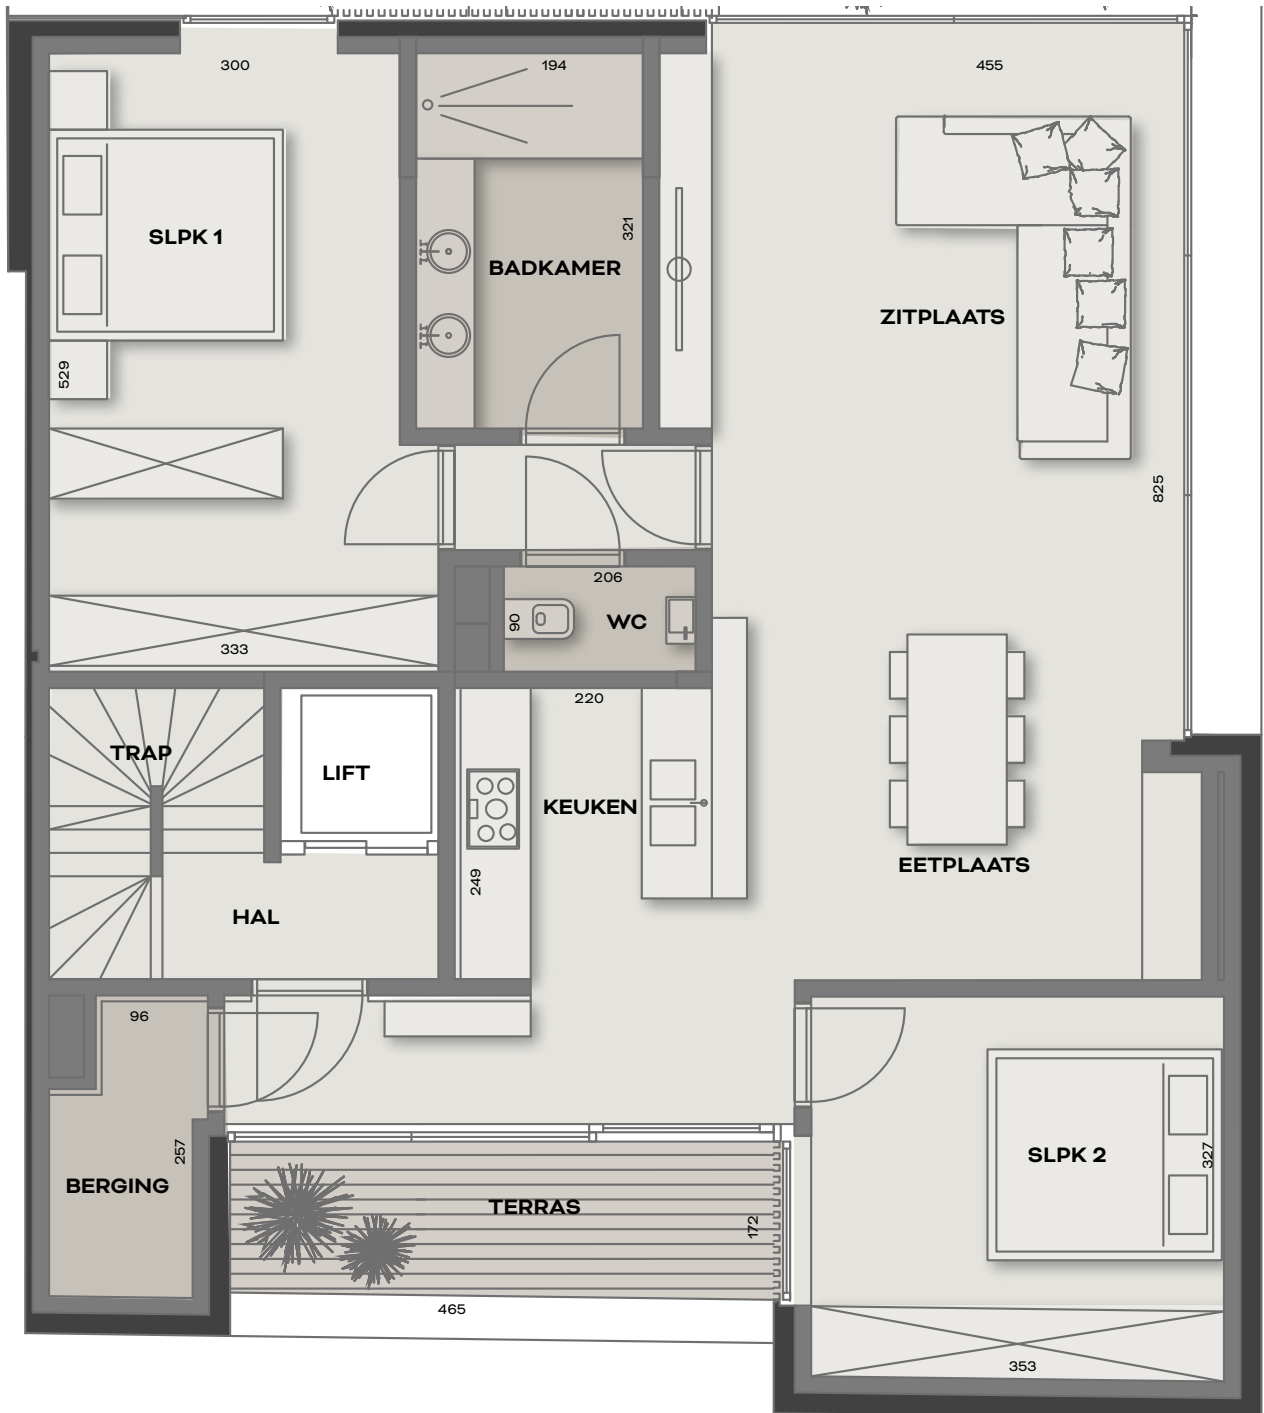 300
194
455
SLPK 1
321
BADKAMER
ZITPLAATS
529
825
206
90
WC
333
220
TRAP
LIFT
KEUKEN
EETPLAATS
249
HAL
96
257
BERGING
TERRAS
172
SLPK 2
327
465
353